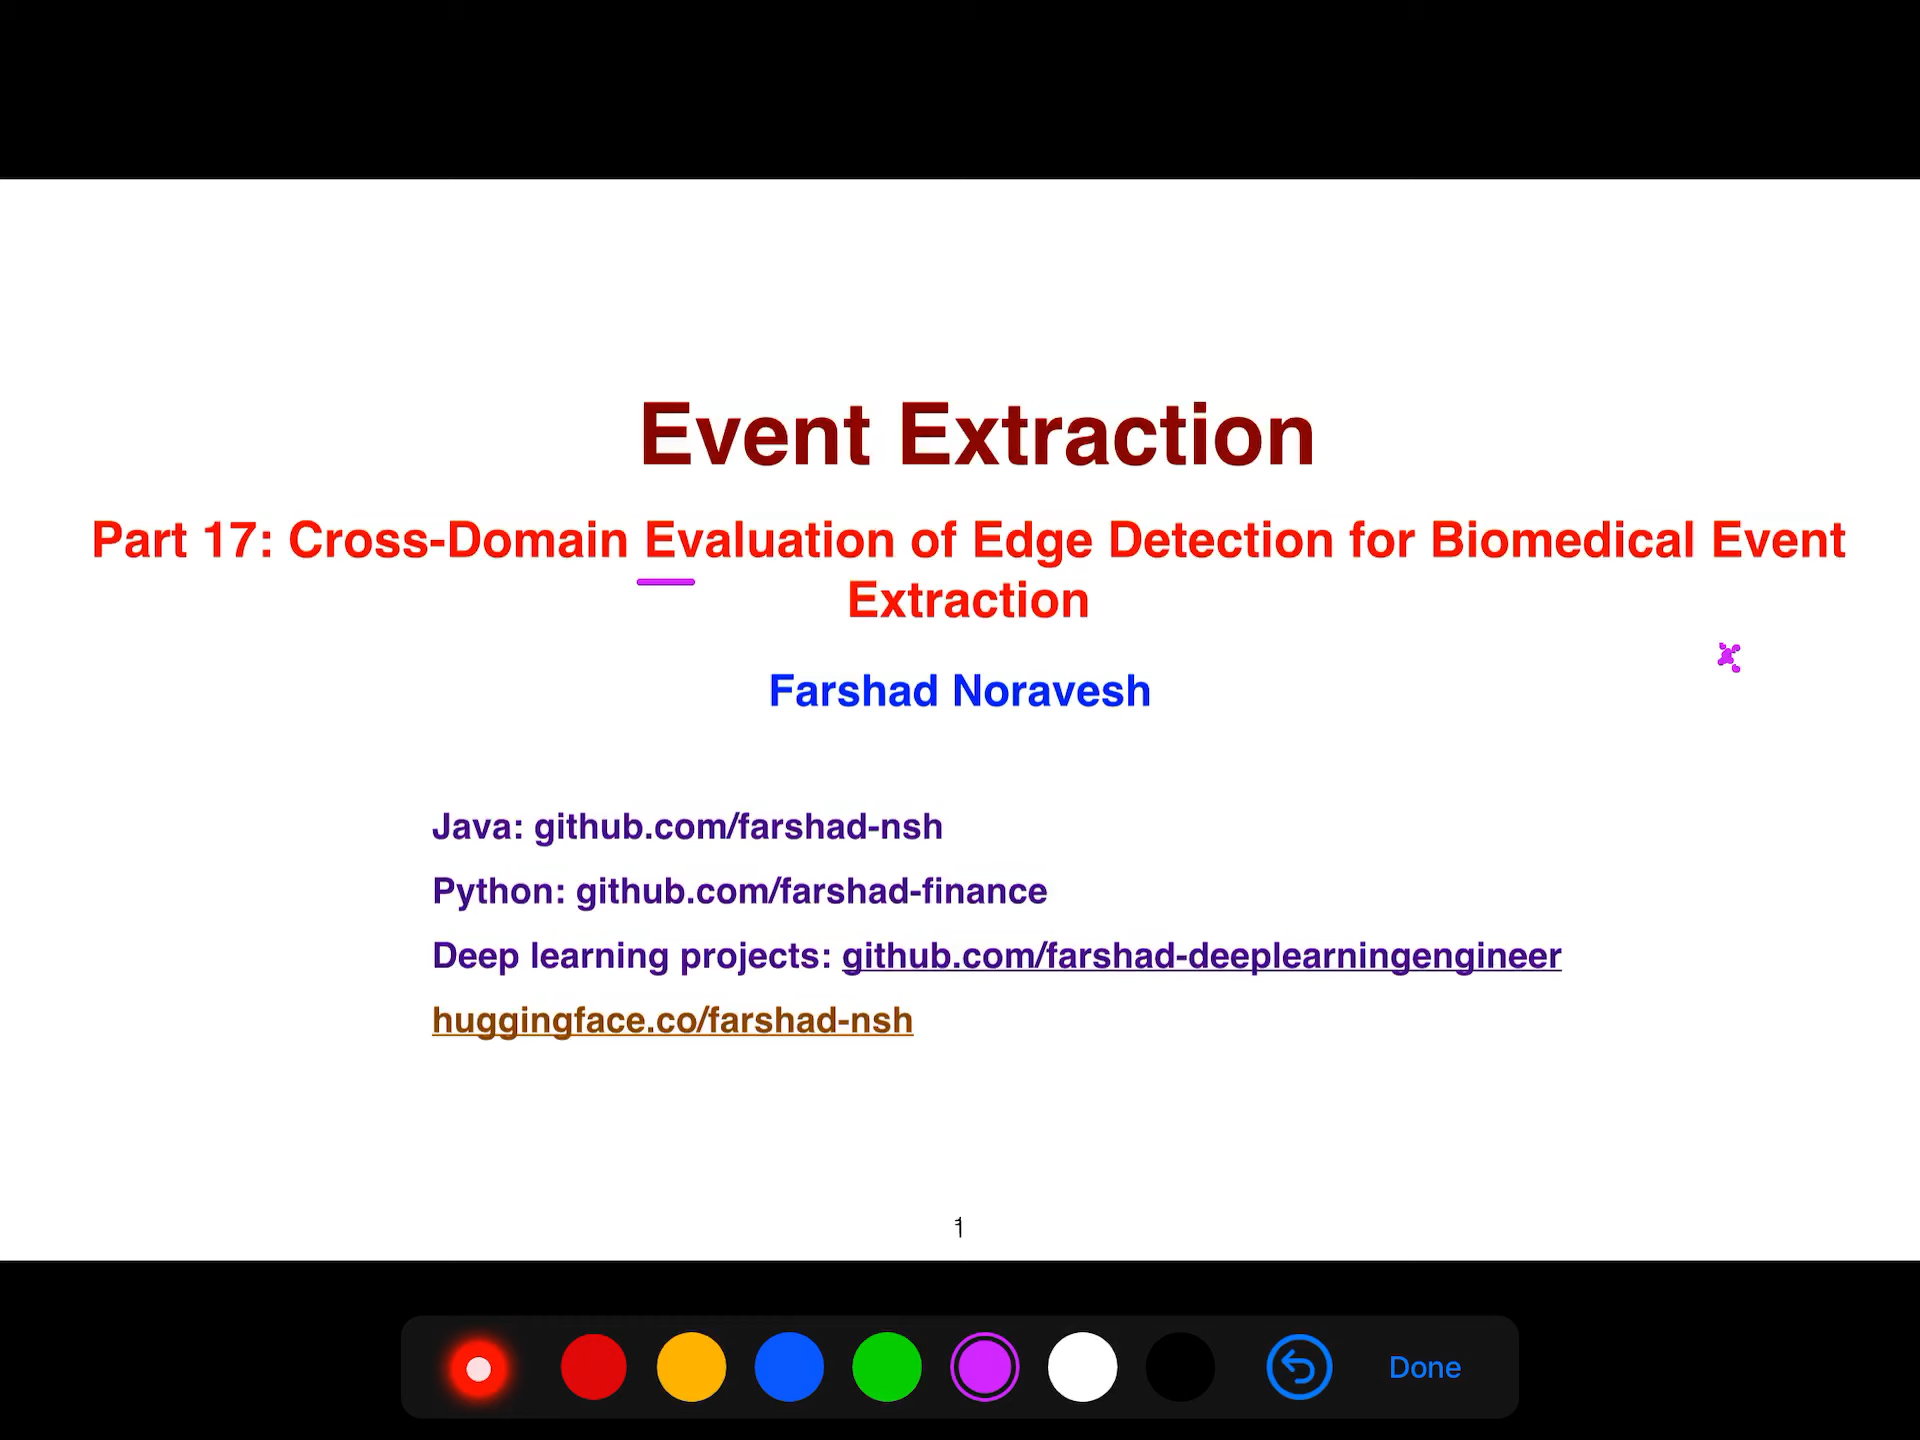 Event Extraction
Part 17: Cross-Domain Evaluation of Edge Detection for Biomedical Event
Extraction
Farshad Noravesh
Java: github.com/farshad-nsh
Python: github.com/farshad-finance
Deep learning projects: github.com/farshad-deeplearningengineer
huggingface.co/farshad-nsh
1
Done